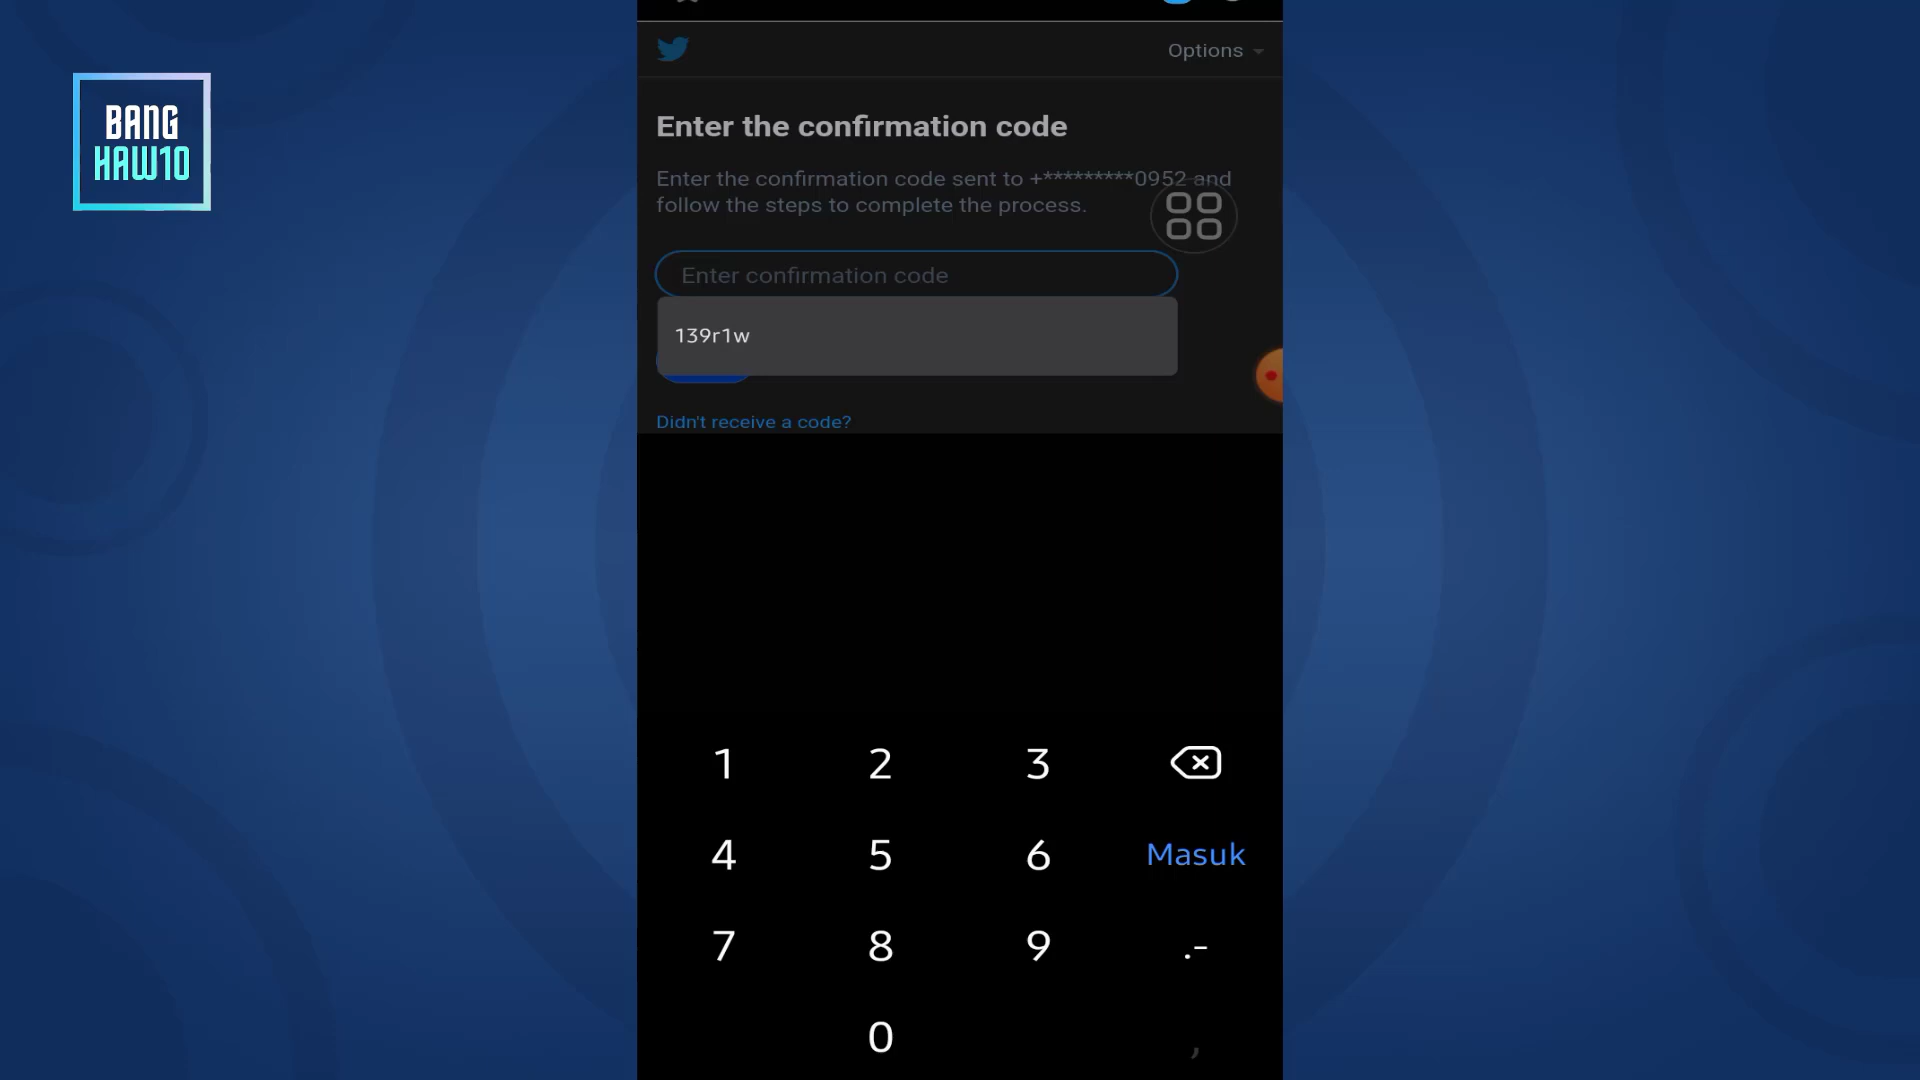 BANG
HAW10
Options
Enter the confirmation code
Enter the confirmation code sent to +*********0952 and
follow the steps to complete the process.
Enter confirmation code
139r1w
Didn't receive a code?
1 2 3
4 5 6 Masuk
7 8 9 .-
0 ,